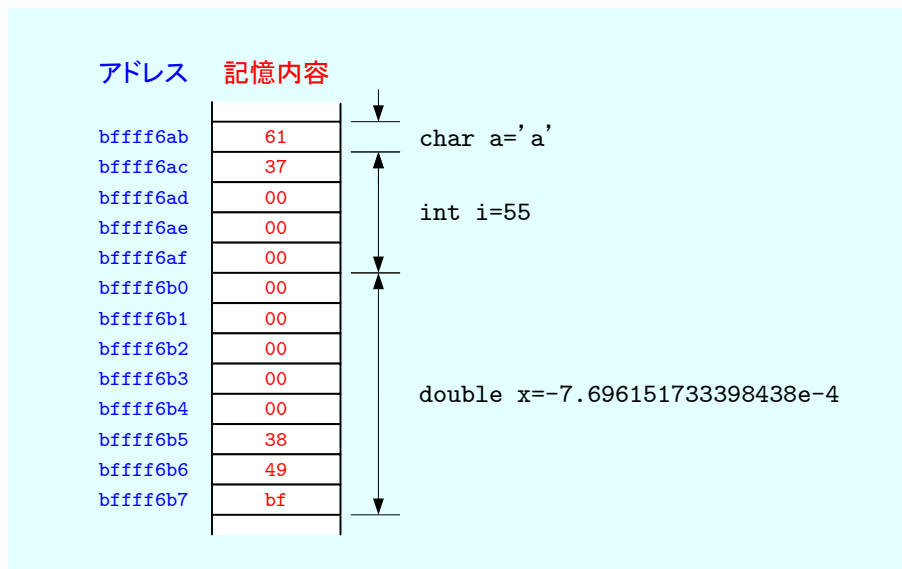 アドレス 記憶内容
bffff6ab 61 char a='a'
bffff6ac 37
bffff6ad 00 int i=55
bffff6ae 00
bffff6af 00
bffff6b0 00
bffff6b1 00
bffff6b2 00
bffff6b3 00 double x=-7.696151733398438e-4
bffff6b4 00
bffff6b5 38
bffff6b6 49
bffff6b7 bf